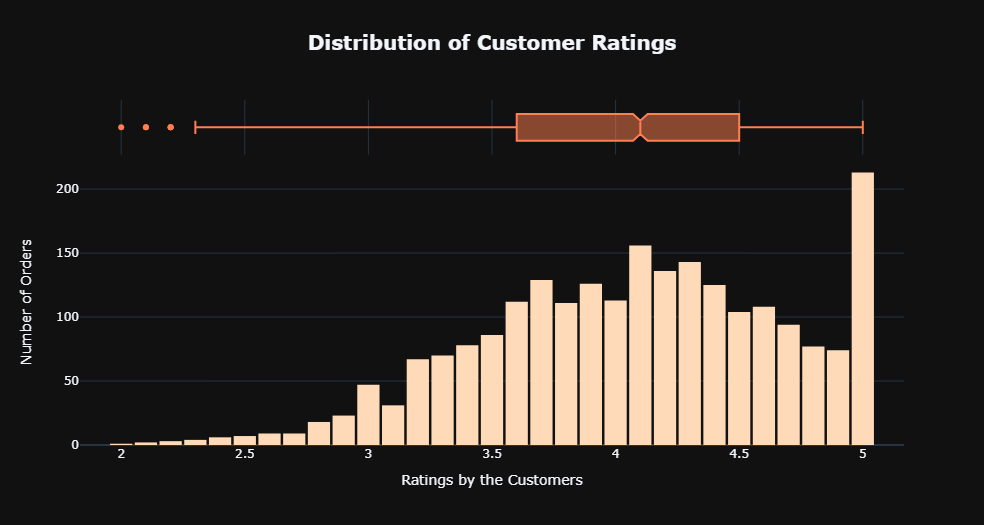 Distribution of Customer Ratings
200
150
100
50
0
Number of Orders
2 2.5 3 3.5 4 4.5 5
Ratings by the Customers